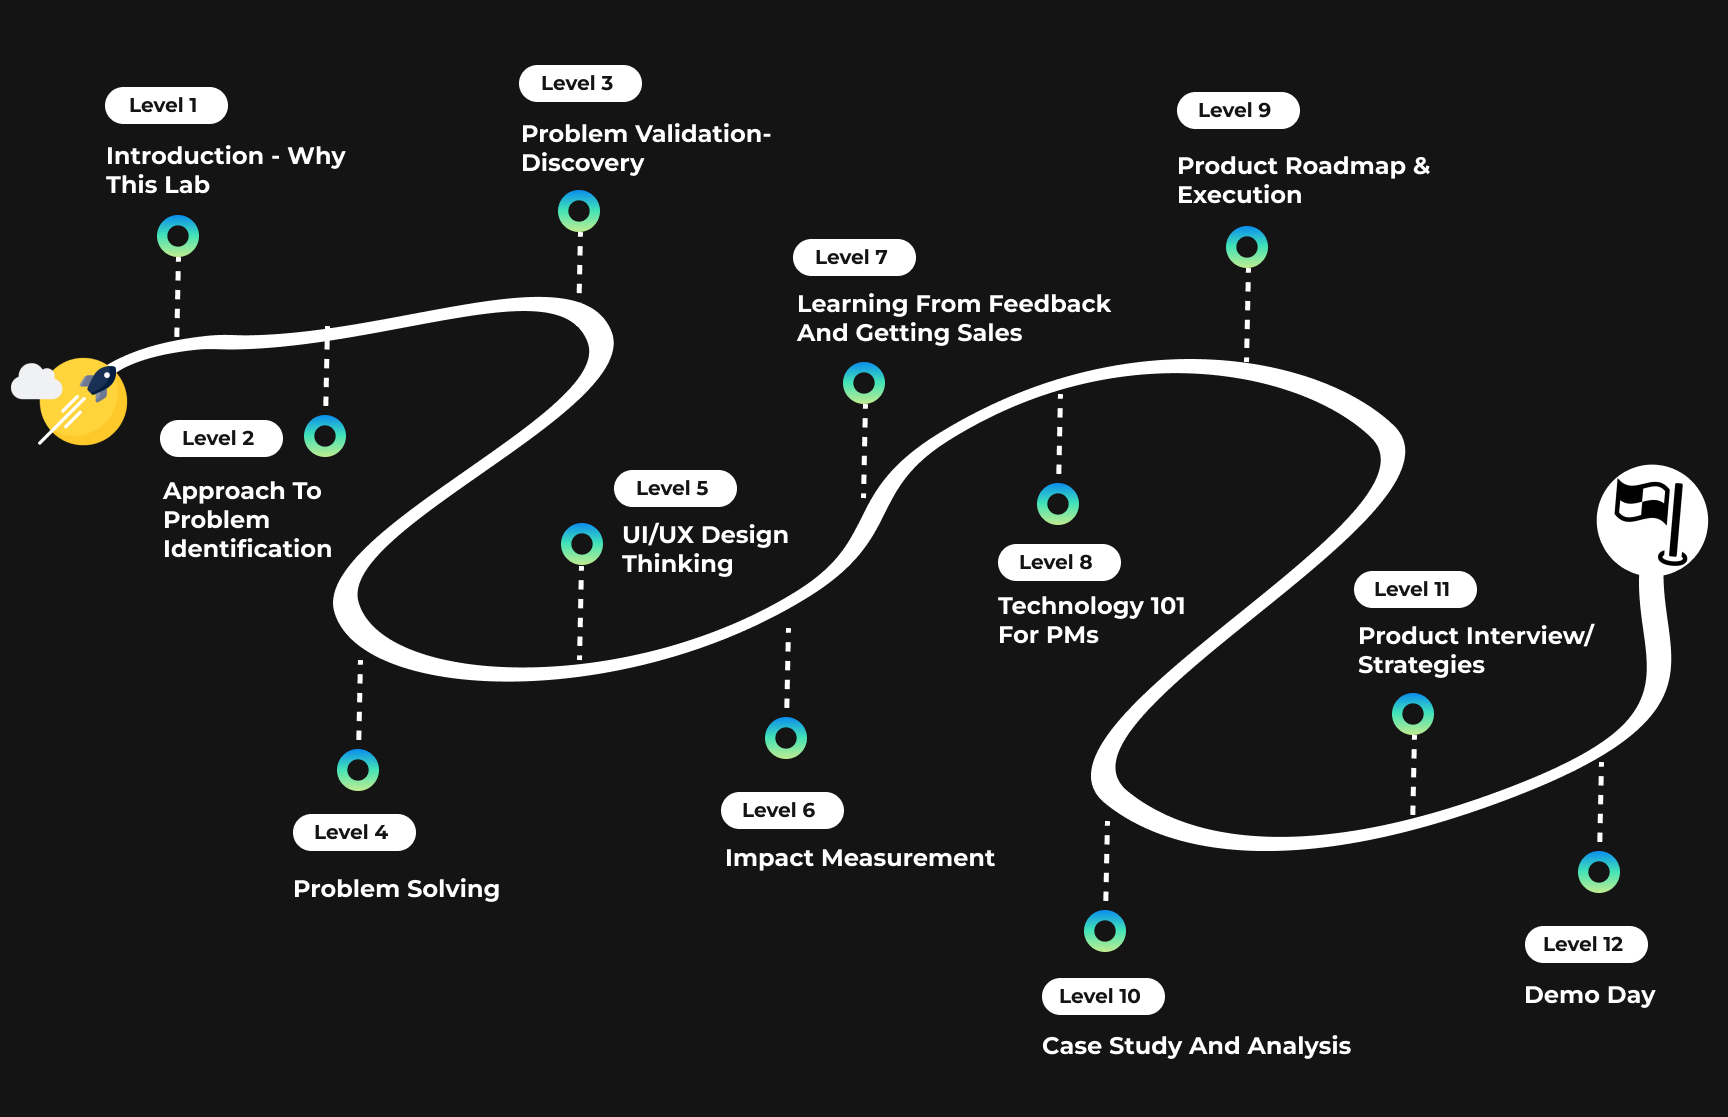 Level 1
Introduction - Why
This Lab
Level 2
Approach To
Problem
Identification
Level 3
Problem Validation-
Discovery
Level 4
Problem Solving
Level 5
UI/UX Design
Thinking
Level 6
Impact Measurement
Level 7
Learning From Feedback
And Getting Sales
Level 8
Technology 101
For PMs
Level 9
Product Roadmap &
Execution
Level 10
Case Study And Analysis
Level 11
Product Interview/
Strategies
Level 12
Demo Day